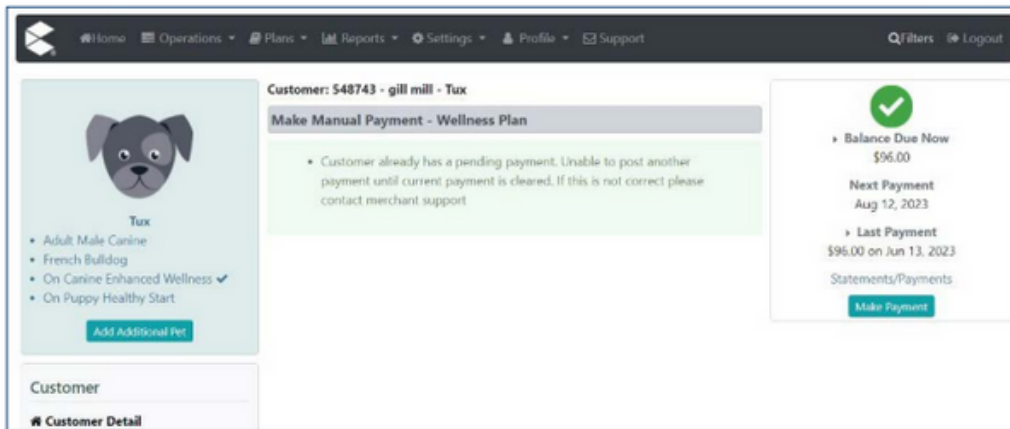 Home Operations Plans Reports Settings Profile Support Filters Logout
Tux
• Adult Male Canine
• French Bulldog
• On Canine Enhanced Wellness ✔
• On Puppy Healthy Start
Add Additional Pet
Customer
Customer Detail
Customer: 548743 - gill mill - Tux
Make Manual Payment - Wellness Plan
• Customer already has a pending payment. Unable to post another
payment until current payment is cleared. If this is not correct please
contact merchant support
Balance Due Now
$96.00
Next Payment
Aug 12, 2023
Last Payment
$96.00 on Jun 13, 2023
Statements/Payments
Make Payment